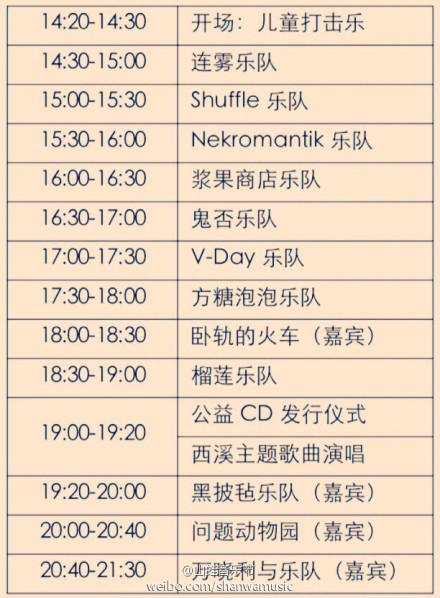 14:20-14:30 开场：儿童打击乐
14:30-15:00 连雾乐队
15:00-15:30 Shuffle 乐队
15:30-16:00 Nekromantik 乐队
16:00-16:30 浆果商店乐队
16:30-17:00 鬼否乐队
17:00-17:30 V-Day 乐队
17:30-18:00 方糖泡泡乐队
18:00-18:30 卧轨的火车（嘉宾）
18:30-19:00 榴莲乐队
19:00-19:20 公益 CD 发行仪式
西溪主题歌曲演唱
19:20-20:00 黑披毡乐队（嘉宾）
20:00-20:40 问题动物园（嘉宾）
20:40-21:30 万晓利与乐队（嘉宾）
weibo.com/shanwamusic